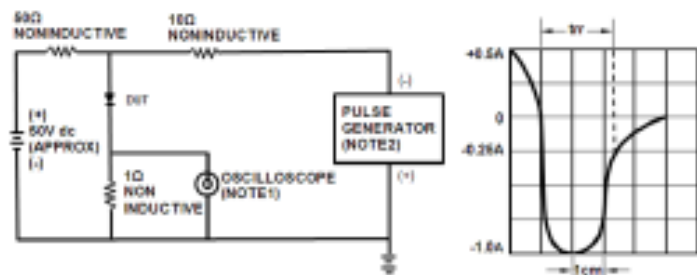 50Ω
NONINDUCTIVE
10Ω
NONINDUCTIVE
DUT
(+)
50V dc
(APPROX)
(-)
1Ω
NON
INDUCTIVE
OSCILLOSCOPE
(NOTE1)
(-)
PULSE
GENERATOR
(NOTE2)
(+)
trr
+0.5A
0
-0.25A
-1.0A
1cm